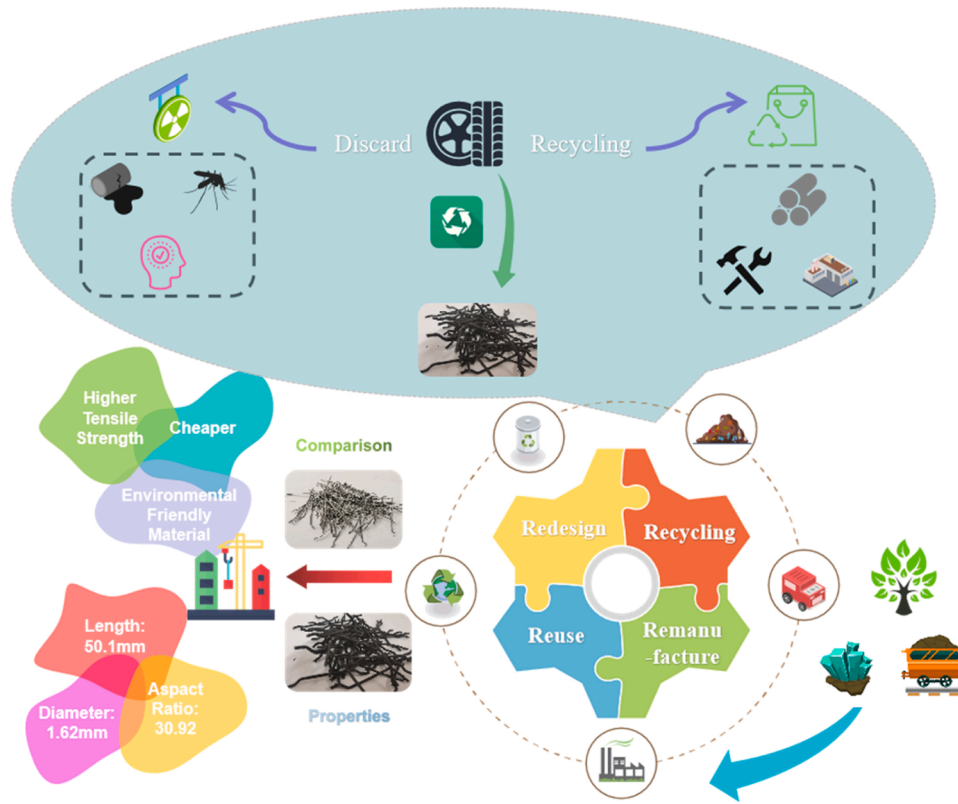 Discard
Recycling
Higher
Tensile
Strength
Cheaper
Environmental
Friendly
Material
Comparison
Redesign
Recycling
Reuse
Remanu
-facture
Length:
50.1mm
Diameter:
1.62mm
Aspact
Ratio:
30.92
Properties